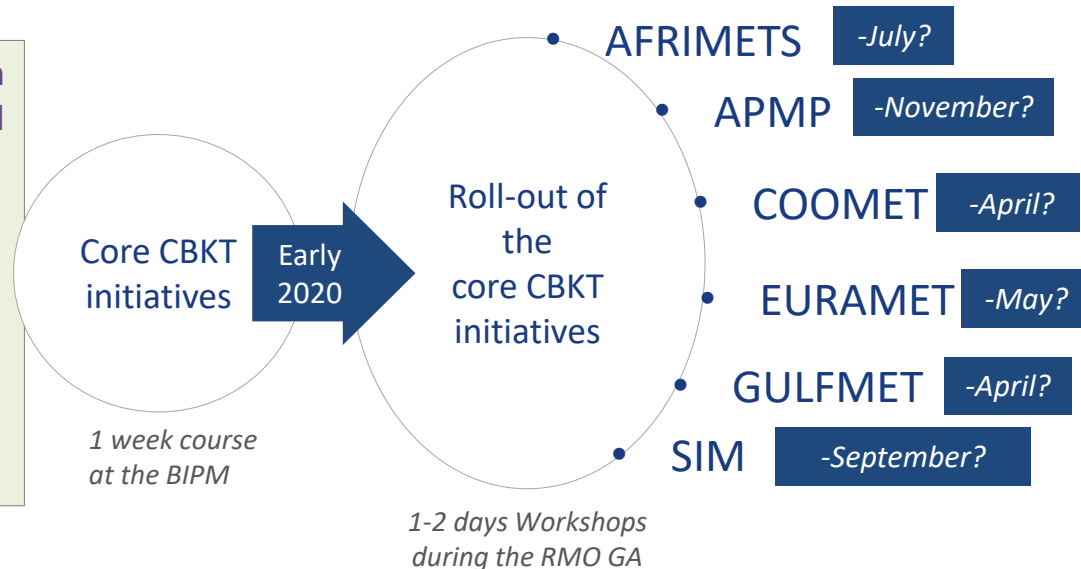 Core CBKT
initiatives
Early
2020
1 week course
at the BIPM
Roll-out of
the
core CBKT
initiatives
1-2 days Workshops
during the RMO GA
AFRIMETS
-July?
APMP
-November?
COOMET
-April?
EURAMET
-May?
GULFMET
-April?
SIM
-September?